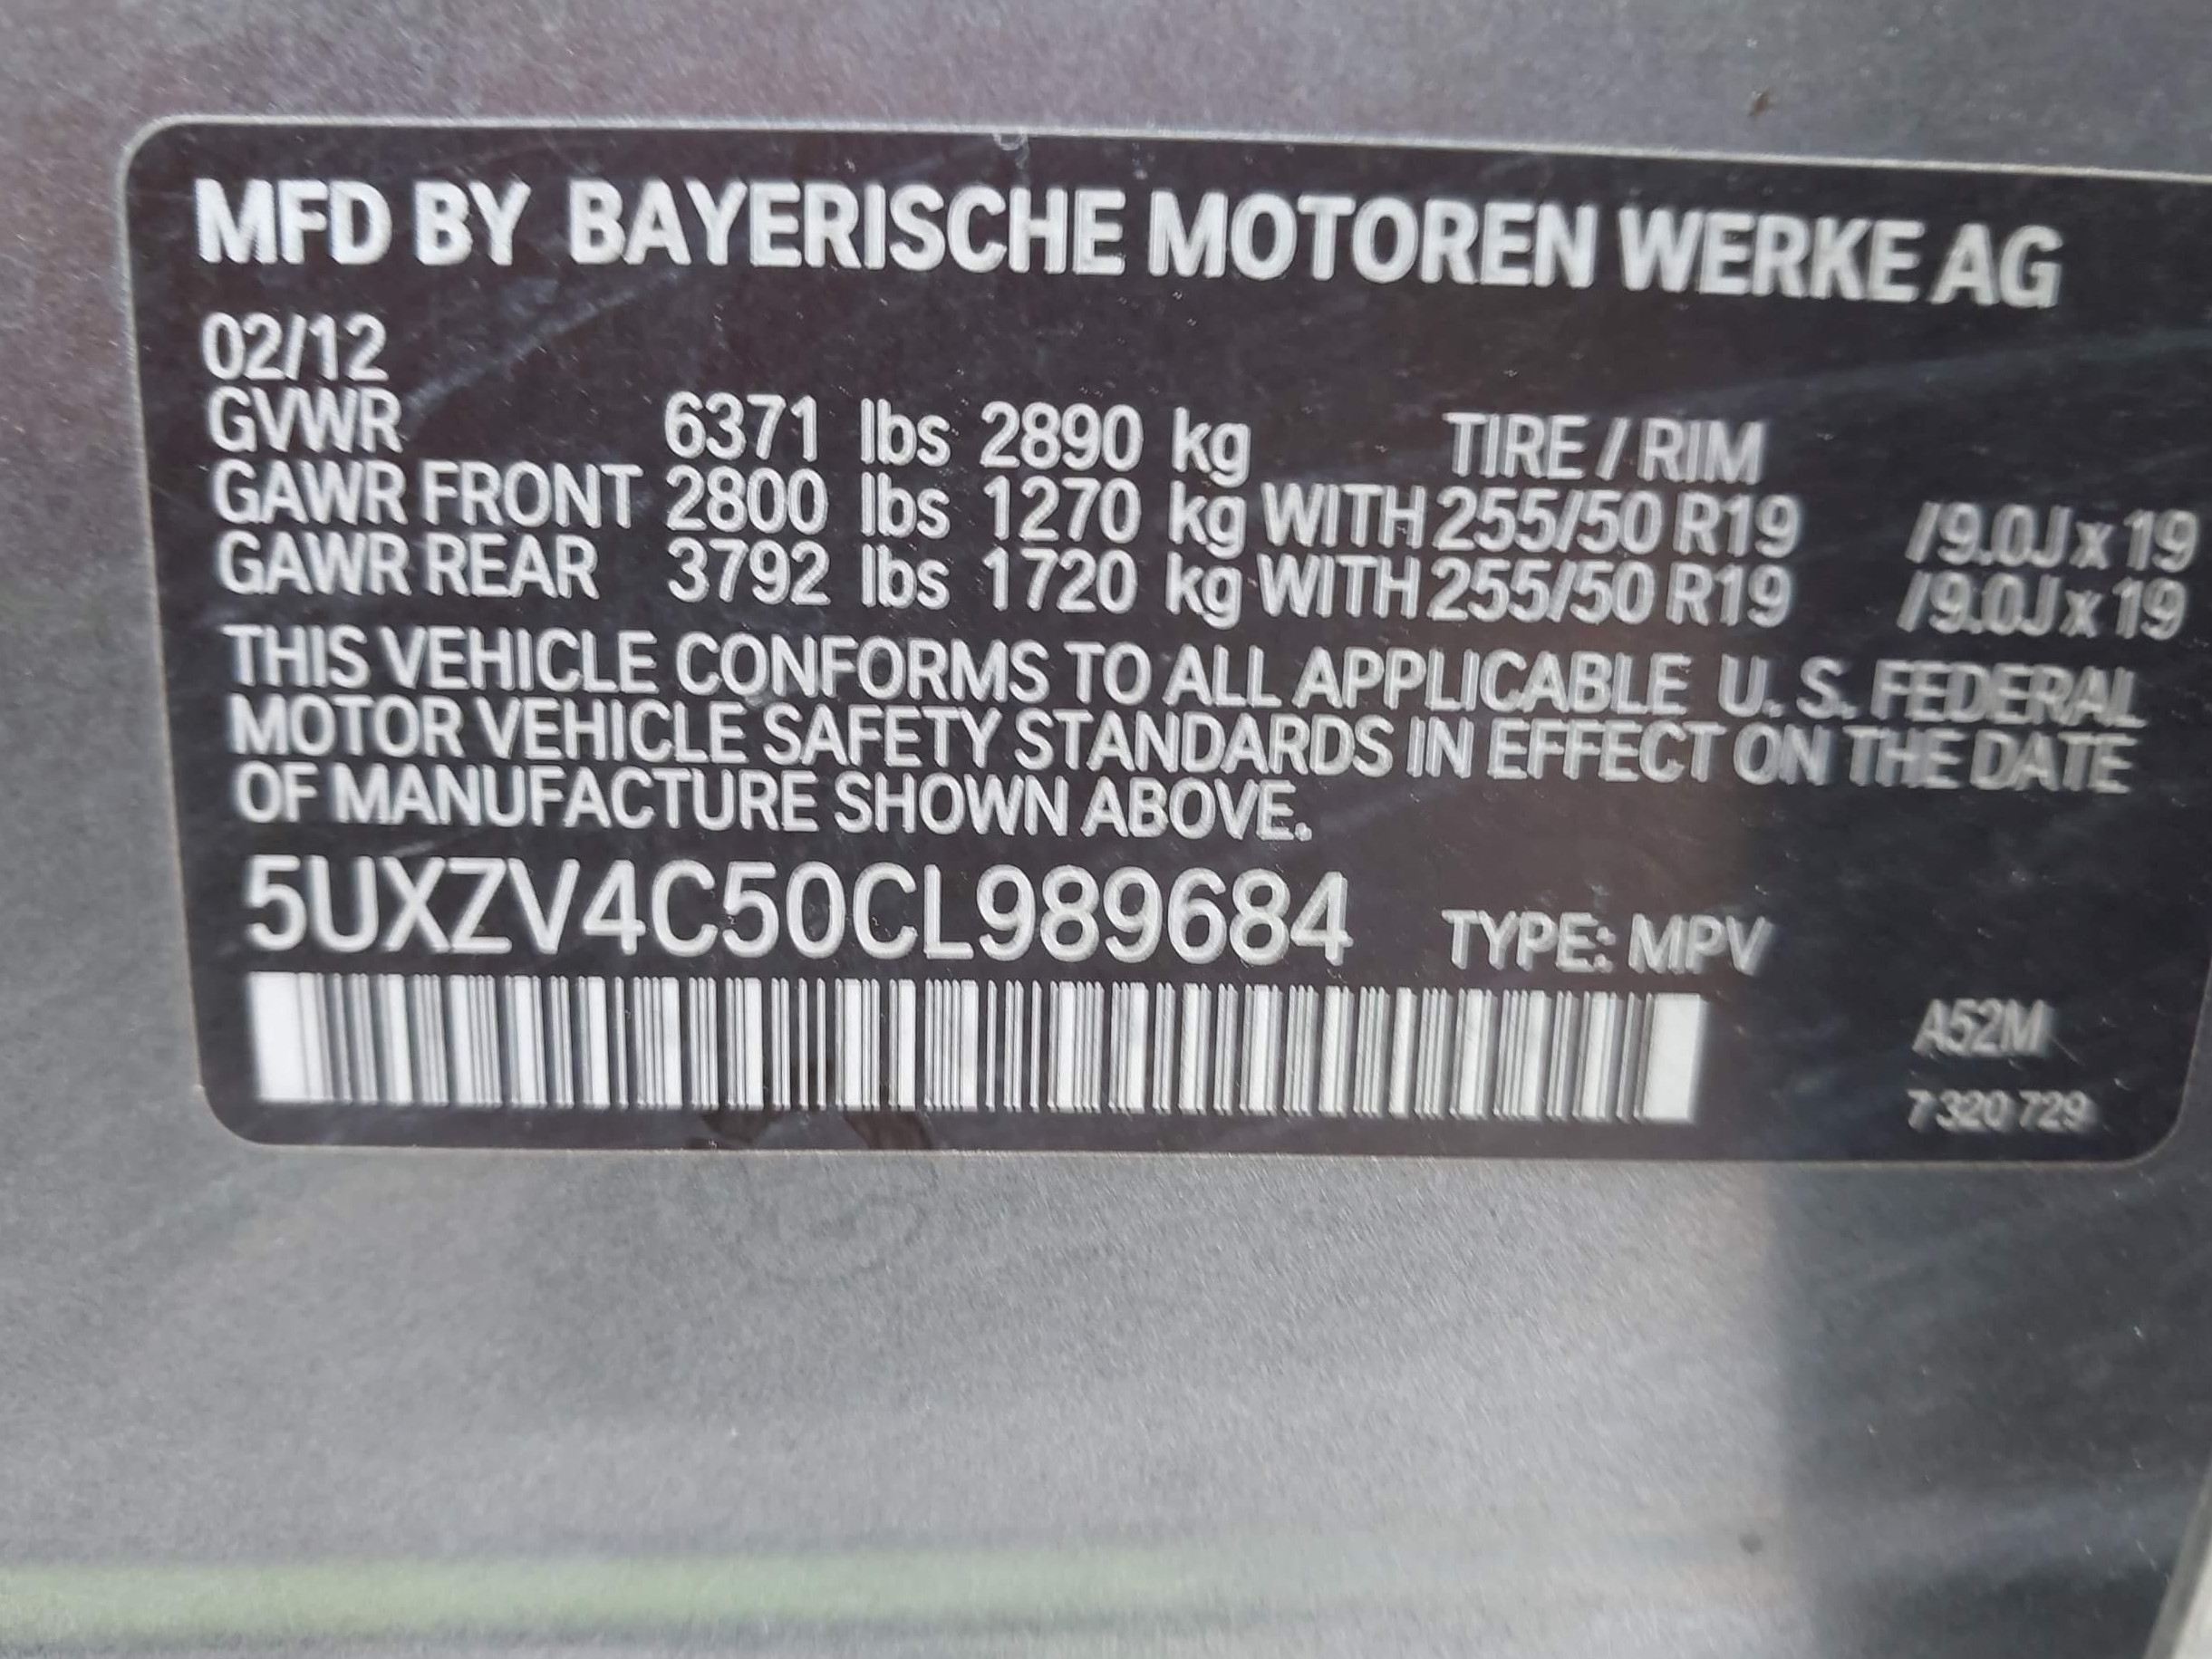 MFD BY BAYERISCHE MOTOREN WERKE AG
02/12
GVWR 6371 lbs 2890 kg TIRE / RIM
GAWR FRONT 2800 lbs 1270 kg WITH 255/50 R19 /9.0J x 19
GAWR REAR 3792 lbs 1720 kg WITH 255/50 R19 /9.0J x 19
THIS VEHICLE CONFORMS TO ALL APPLICABLE U. S. FEDERAL
MOTOR VEHICLE SAFETY STANDARDS IN EFFECT ON THE DATE
OF MANUFACTURE SHOWN ABOVE.
5UXZV4C50CL989684 TYPE: MPV
A52M
7 320 729